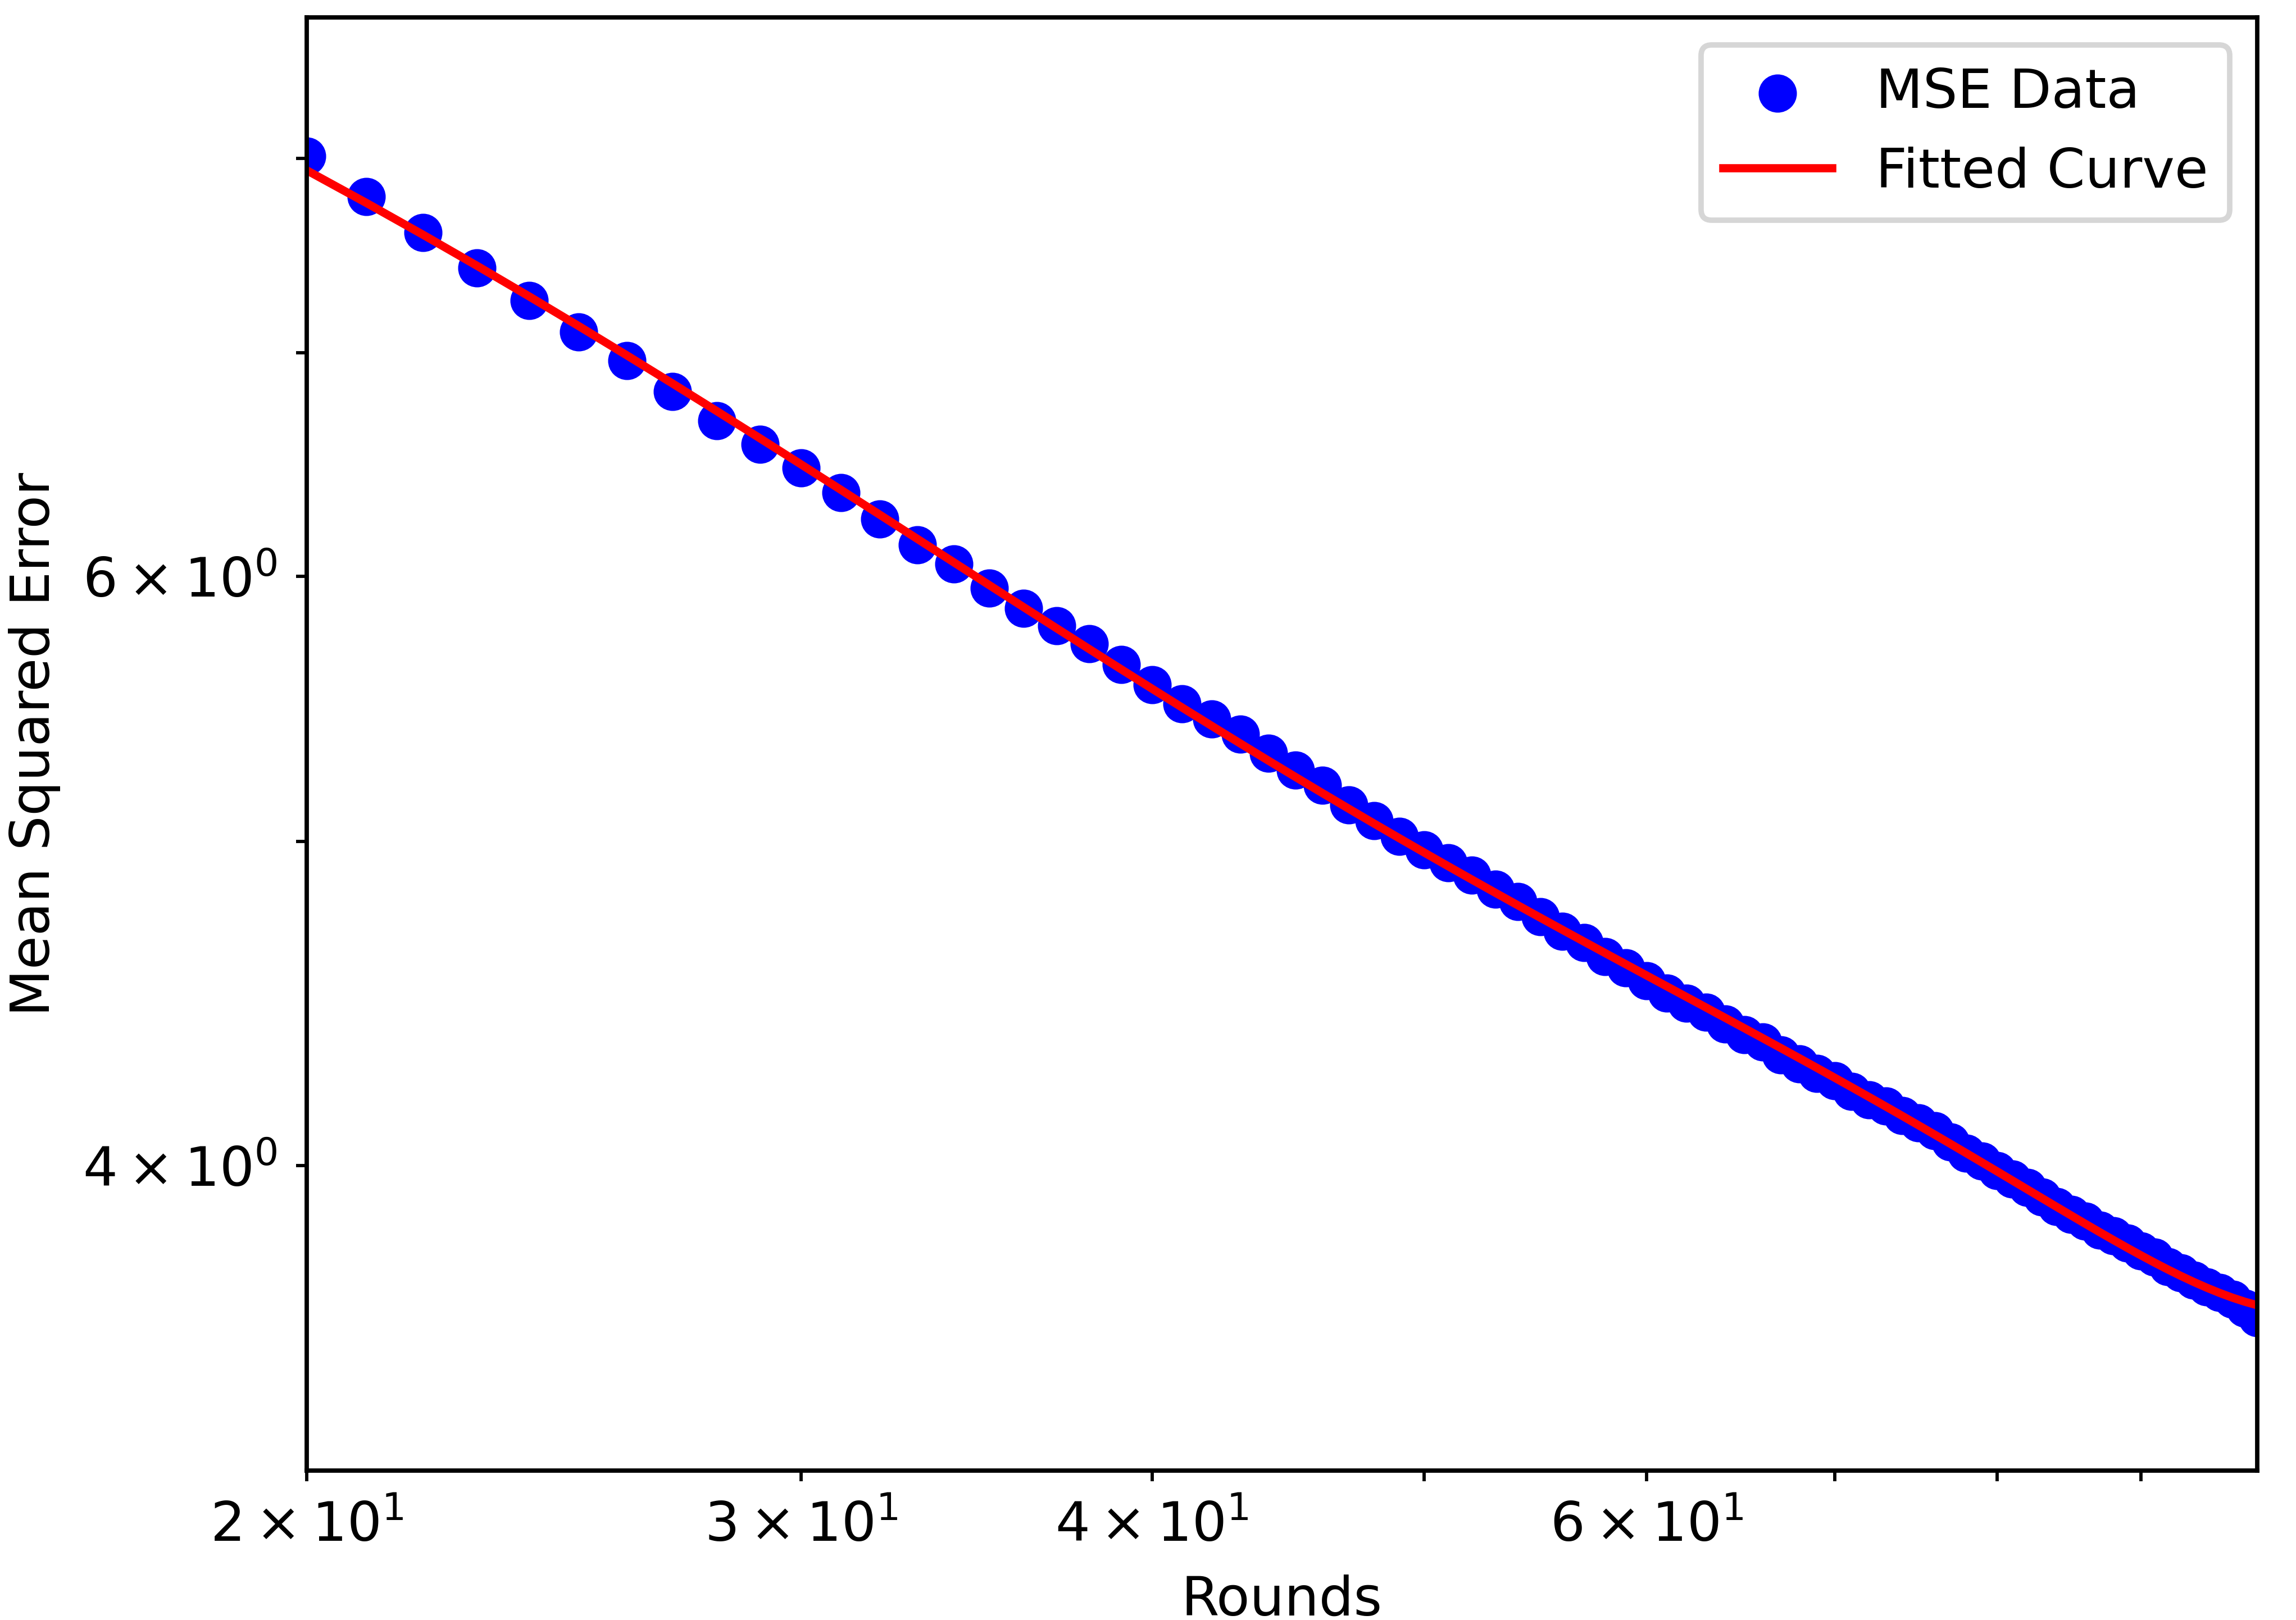 MSE Data
Fitted Curve
Mean Squared Error
6 × 10⁰
4 × 10⁰
2 × 10¹
3 × 10¹
4 × 10¹
6 × 10¹
Rounds